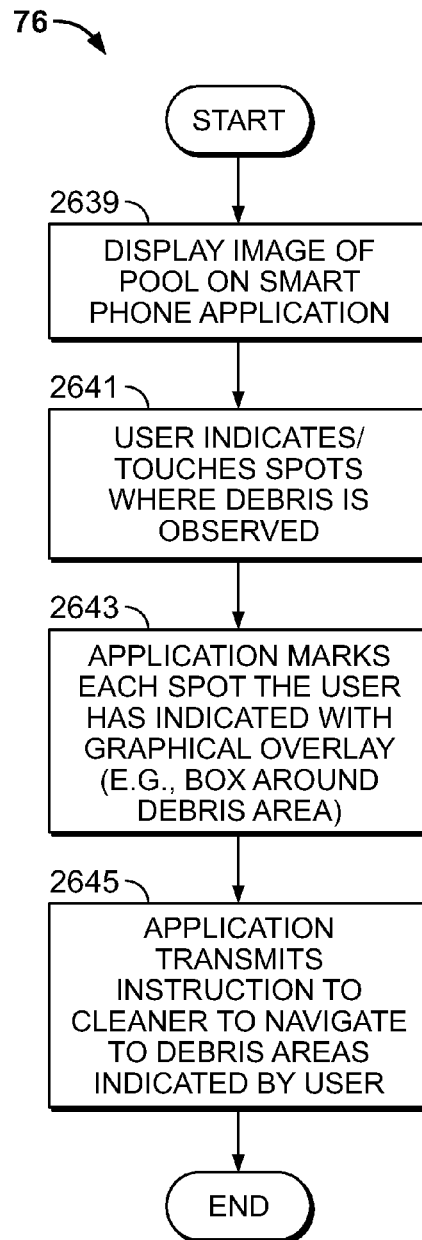 76
START
2639
DISPLAY IMAGE OF
POOL ON SMART
PHONE APPLICATION
2641
USER INDICATES/
TOUCHES SPOTS
WHERE DEBRIS IS
OBSERVED
2643
APPLICATION MARKS
EACH SPOT THE USER
HAS INDICATED WITH
GRAPHICAL OVERLAY
(E.G., BOX AROUND
DEBRIS AREA)
2645
APPLICATION
TRANSMITS
INSTRUCTION TO
CLEANER TO NAVIGATE
TO DEBRIS AREAS
INDICATED BY USER
END